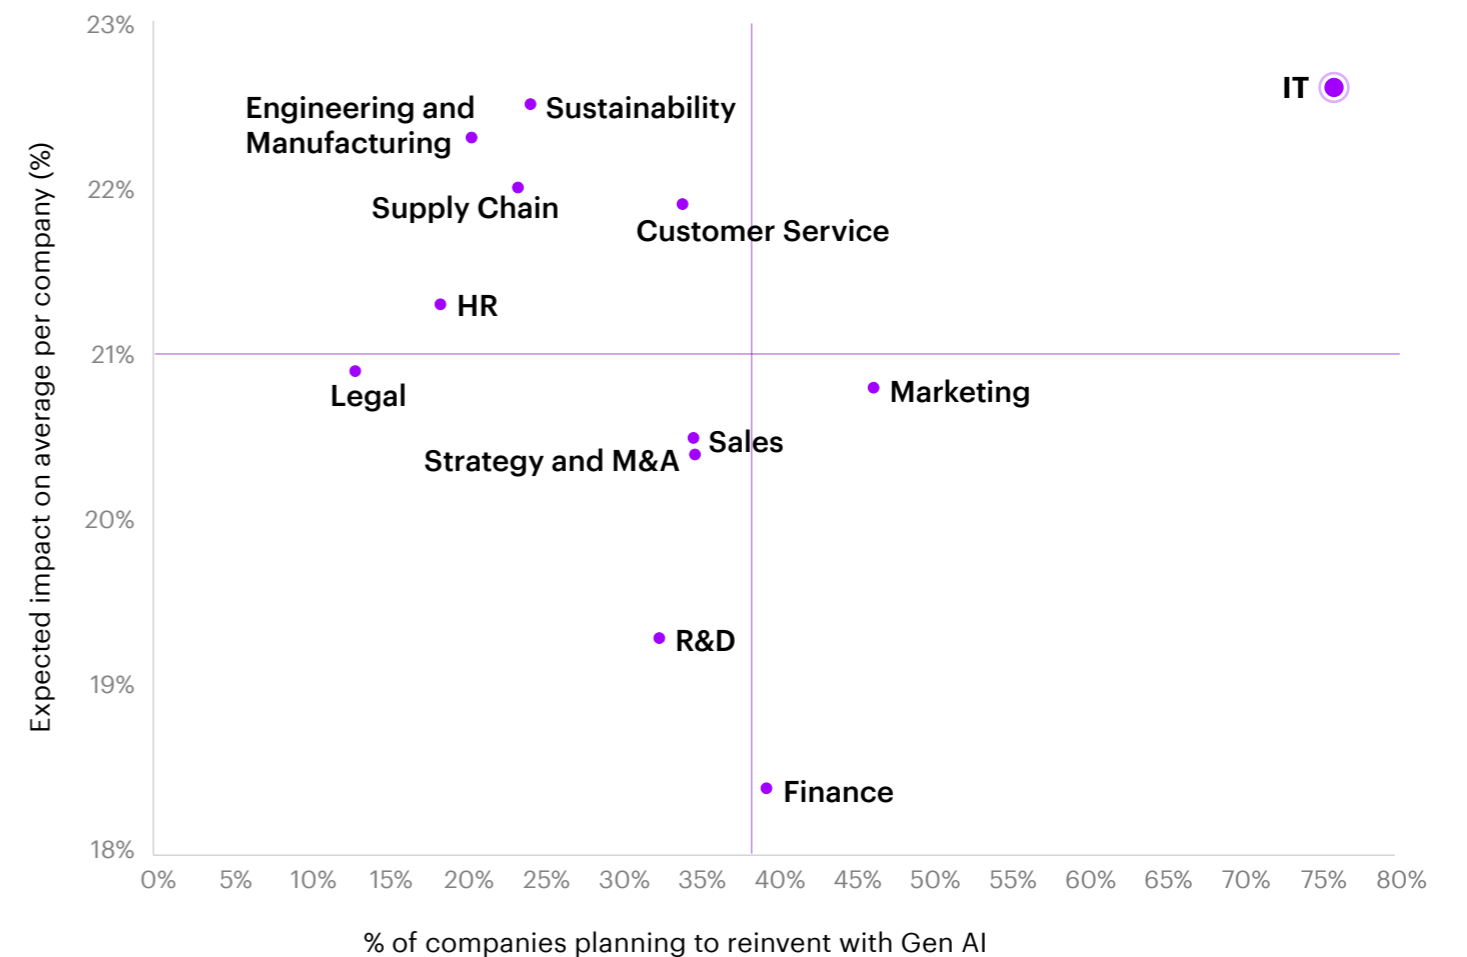 23%
IT
Engineering and
Manufacturing
Sustainability
22%
Supply Chain
Customer Service
HR
21%
Legal
Marketing
Sales
Strategy and M&A
20%
R&D
19%
Finance
18%
Expected impact on average per company (%)
0% 5% 10% 15% 20% 25% 30% 35% 40% 45% 50% 55% 60% 65% 70% 75% 80%
% of companies planning to reinvent with Gen AI